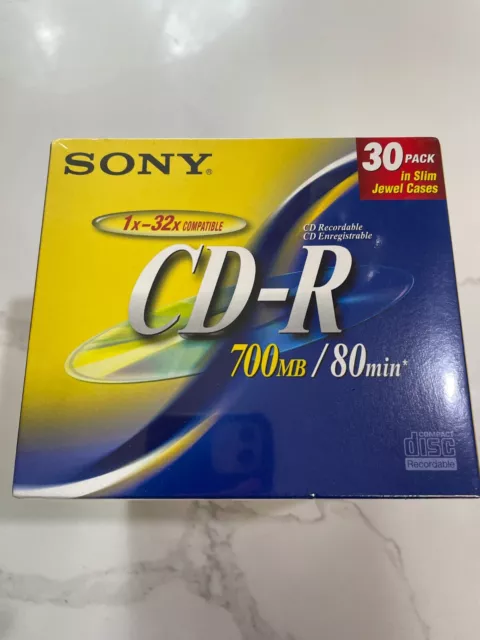 SONY®
30 PACK
in Slim
Jewel Cases
1x-32x COMPATIBLE
CD Recordable
CD Enregistrable
CD-R
700MB/80min*
COMPACT
disc
Recordable